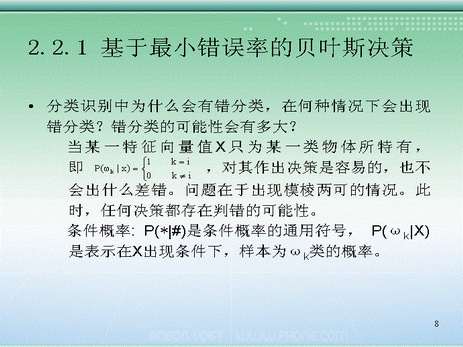 2.2.1 基于最小错误率的贝叶斯决策
• 分类识别中为什么会有错分类，在何种情况下会出现
错分类？错分类的可能性会有多大？
当某一特征向量值X只为某一类物体所特有，
即 P(ωk|x)={1 k=i
0 k≠i ，对其作出决策是容易的，也不
会出什么差错。问题在于出现模棱两可的情况。此
时，任何决策都存在判错的可能性。
条件概率: P(*|#)是条件概率的通用符号， P(ωk|X)
是表示在X出现条件下，样本为ωk类的概率。
8